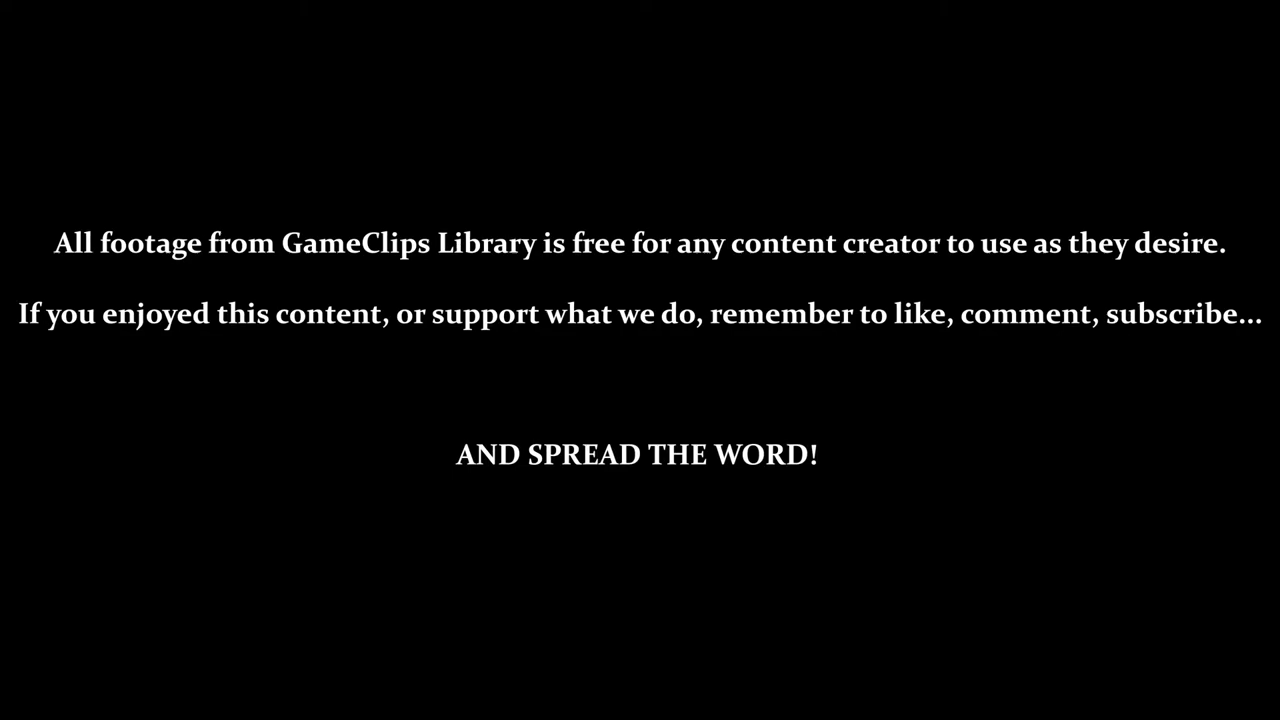 All footage from GameClips Library is free for any content creator to use as they desire.
If you enjoyed this content, or support what we do, remember to like, comment, subscribe...
AND SPREAD THE WORD!